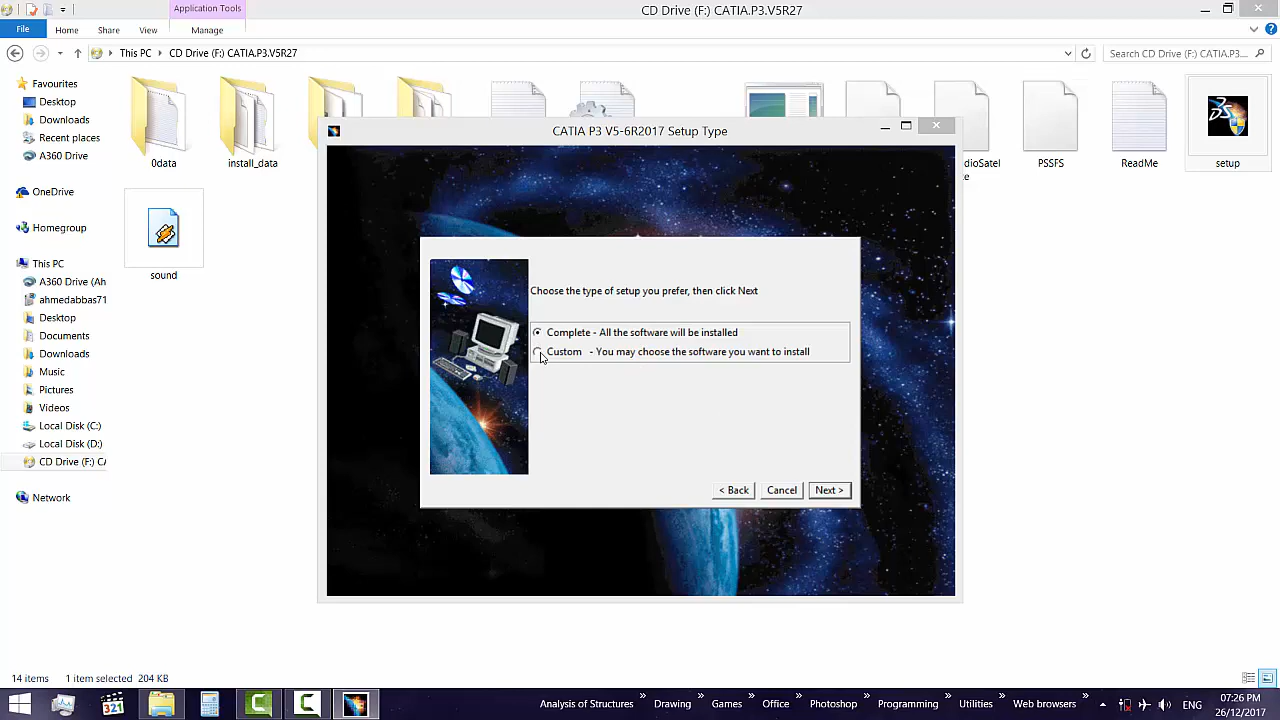 Application Tools
CD Drive (F:) CATIA.P3.V5R27
File
Home
Share
View
Manage
This PC
CD Drive (F:) CATIA.P3.V5R27
Search CD Drive (F:) CATIA.P3...
Favourites
Desktop
Downloads
Recent places
A360 Drive
OneDrive
Homegroup
This PC
A360 Drive (Ah
ahmedabbas71
Desktop
Documents
Downloads
Music
Pictures
Videos
Local Disk (C:)
Local Disk (D:)
CD Drive (F:) CA
Network
0data
install_data
dioSatel
te
PSSFS
ReadMe
setup
sound
CATIA P3 V5-6R2017 Setup Type
Choose the type of setup you prefer, then click Next
Complete - All the software will be installed
Custom - You may choose the software you want to install
< Back
Cancel
Next >
14 items
1 item selected 204 KB
321
Analysis of Structures
Drawing
Games
Office
Photoshop
Programming
Utilities
Web browsers
ENG
07:26 PM
26/12/2017